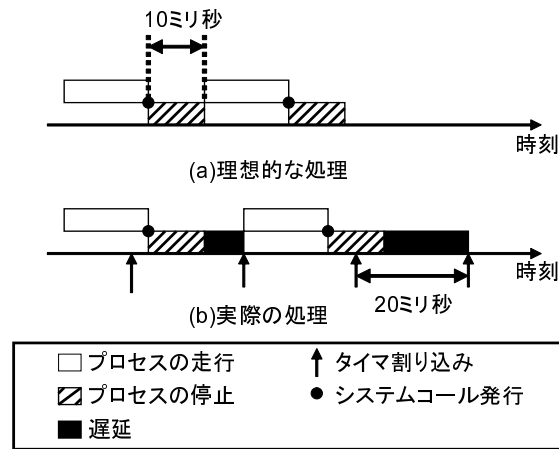 10ミリ秒
時刻
(a)理想的な処理
時刻
20ミリ秒
(b)実際の処理
プロセスの走行
タイマ割り込み
プロセスの停止
システムコール発行
遅延